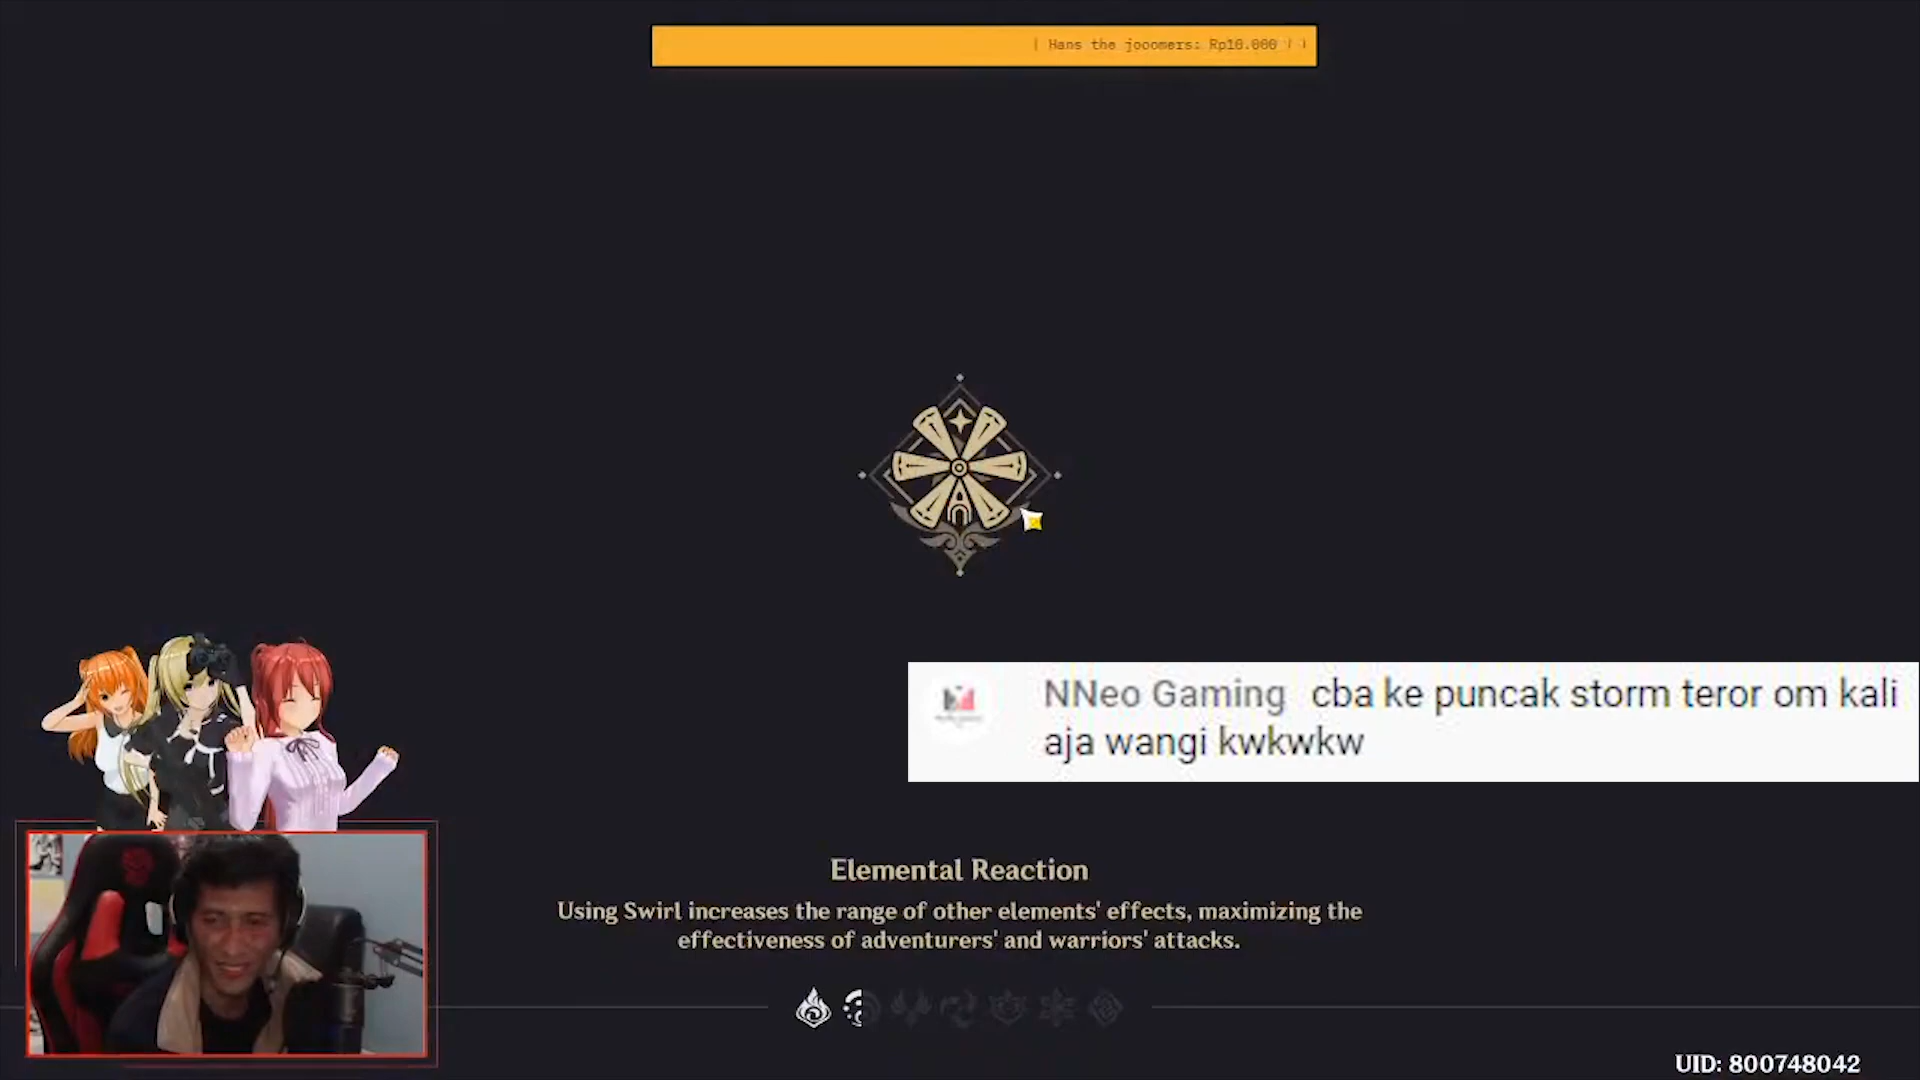 | Hans the jooomers: Rp10.000
NNeo Gaming cba ke puncak storm teror om kali
aja wangi kwkwkw
Elemental Reaction
Using Swirl increases the range of other elements' effects, maximizing the
effectiveness of adventurers' and warriors' attacks.
UID: 800748042